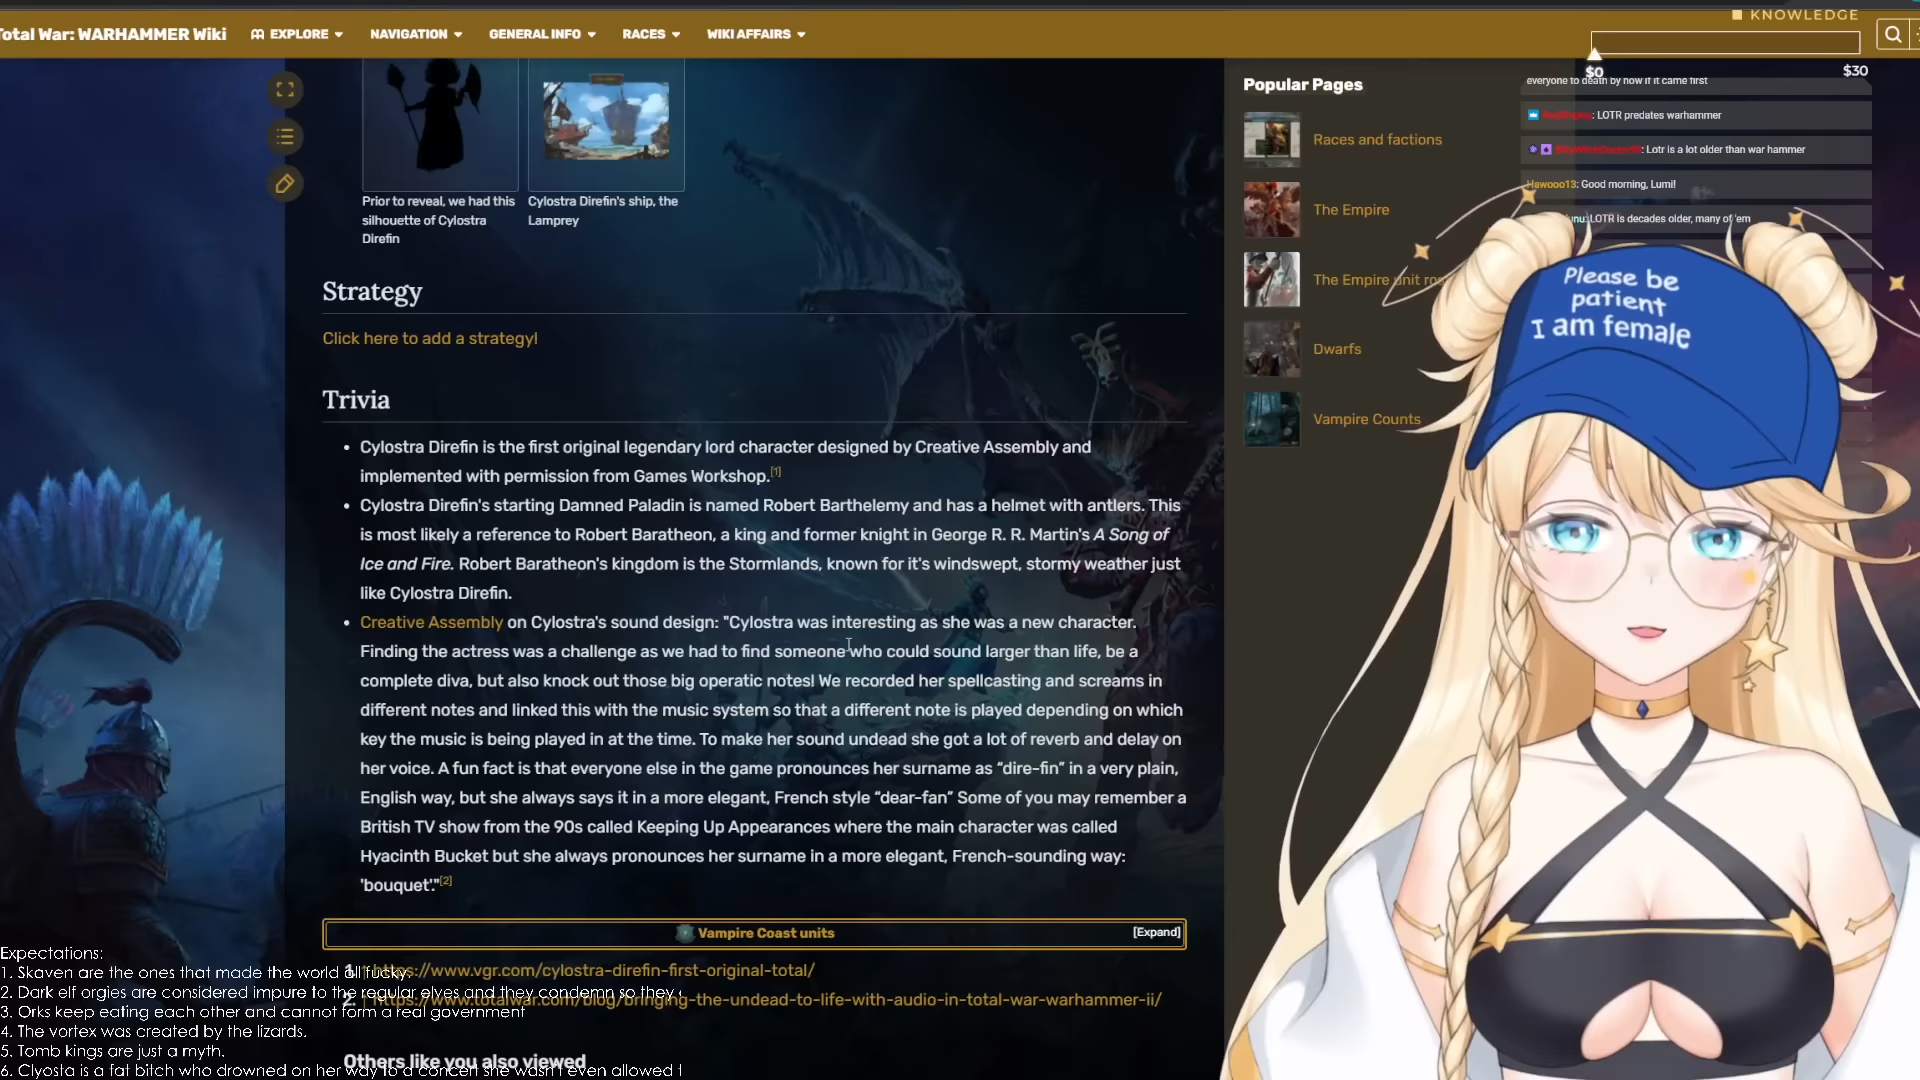 KNOWLEDGE
Total War: WARHAMMER Wiki
EXPLORE
NAVIGATION
GENERAL INFO
RACES
WIKI AFFAIRS
$0
$30
Prior to reveal, we had this
silhouette of Cylostra
Direfin
Cylostra Direfin's ship, the
Lamprey
Strategy
Click here to add a strategy!
Trivia
• Cylostra Direfin is the first original legendary lord character designed by Creative Assembly and
implemented with permission from Games Workshop.[1]
• Cylostra Direfin's starting Damned Paladin is named Robert Barthelemy and has a helmet with antlers. This
is most likely a reference to Robert Baratheon, a king and former knight in George R. R. Martin's A Song of
Ice and Fire. Robert Baratheon's kingdom is the Stormlands, known for it's windswept, stormy weather just
like Cylostra Direfin.
• Creative Assembly on Cylostra's sound design: "Cylostra was interesting as she was a new character.
Finding the actress was a challenge as we had to find someone who could sound larger than life, be a
complete diva, but also knock out those big operatic notes! We recorded her spellcasting and screams in
different notes and linked this with the music system so that a different note is played depending on which
key the music is being played in at the time. To make her sound undead she got a lot of reverb and delay on
her voice. A fun fact is that everyone else in the game pronounces her surname as “dire-fin” in a very plain,
English way, but she always says it in a more elegant, French style “dear-fan” Some of you may remember a
British TV show from the 90s called Keeping Up Appearances where the main character was called
Hyacinth Bucket but she always pronounces her surname in a more elegant, French-sounding way:
'bouquet'."[2]
Vampire Coast units
[Expand]
https://www.vgr.com/cylostra-direfin-first-original-total/
2. https://www.totalwar.com/blog/bringing-the-undead-to-life-with-audio-in-total-war-warhammer-ii/
Others like you also viewed
Expectations:
1. Skaven are the ones that made the world all fucky.
2. Dark elf orgies are considered impure to the regular elves and they condemn so they
3. Orks keep eating each other and cannot form a real government
4. The vortex was created by the lizards.
5. Tomb kings are just a myth.
6. Clyosta is a fat bitch who drowned on her way to a concert she wasn't even allowed
Popular Pages
Races and factions
The Empire
The Empire unit
Dwarfs
Vampire Counts
everyone to death by now if it came first
: LOTR predates warhammer
: Lotr is a lot older than war hammer
Hawooo13: Good morning, Lumi!
: LOTR is decades older, many of 'em
Please be
patient
I am female